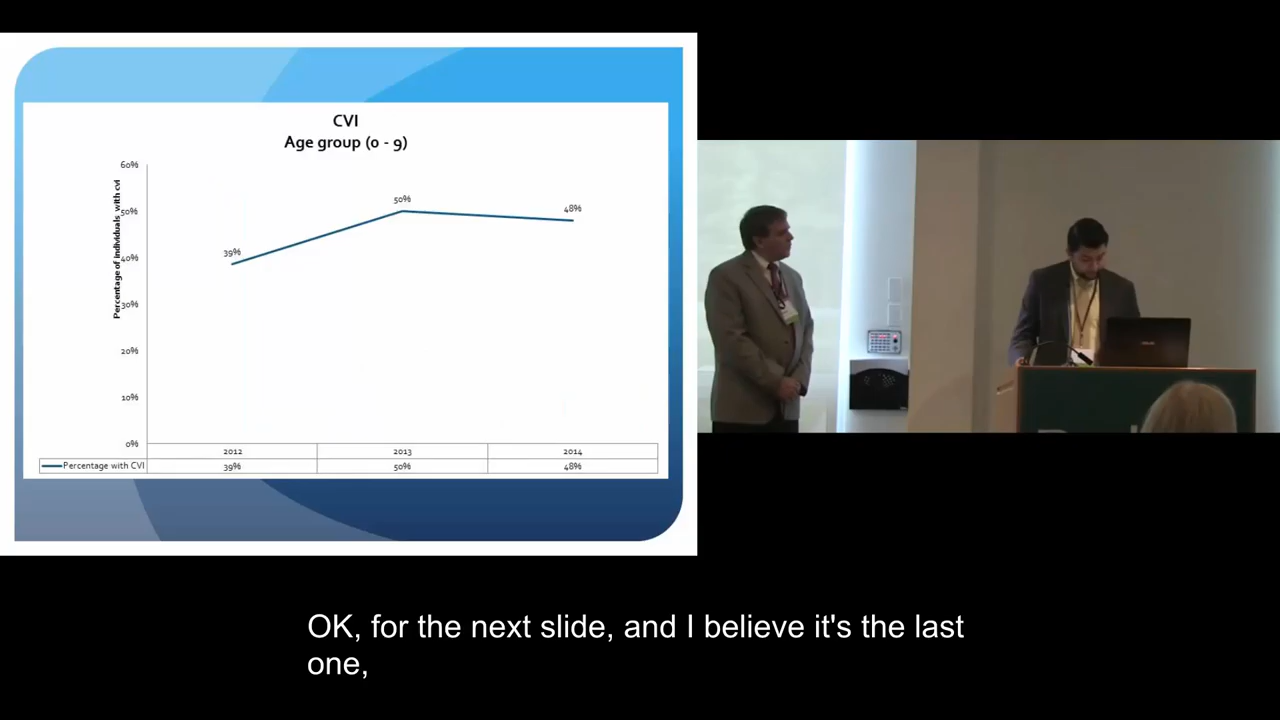 CVI
Age group (0 - 9)
Percentage of individuals with cvi
60%
50%
40%
30%
20%
10%
0%
39%
50%
48%
2012 2013 2014
Percentage with CVI 39% 50% 48%
OK, for the next slide, and I believe it's the last
one,